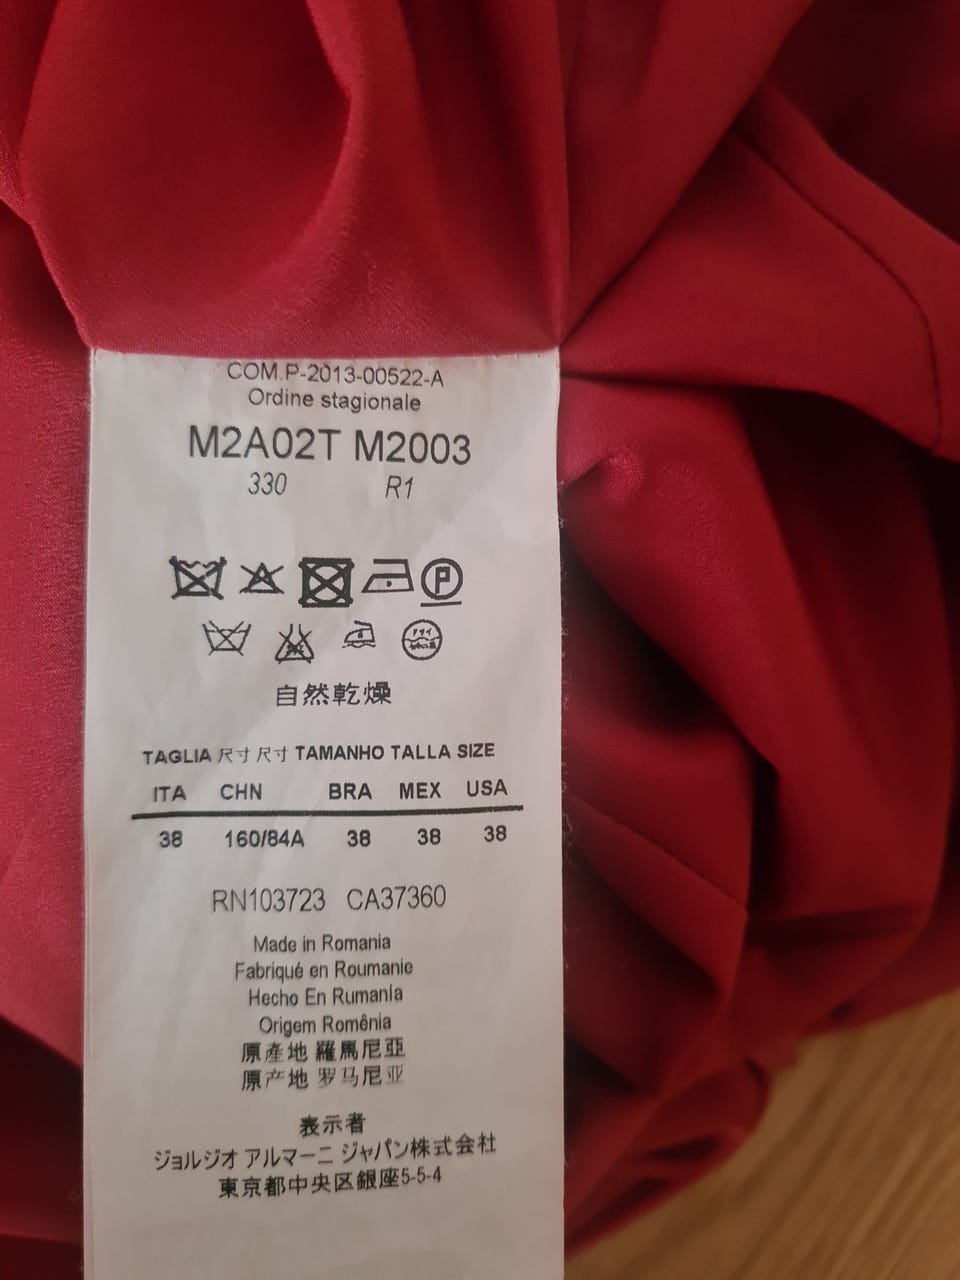 COM.P-2013-00522-A
Ordine stagionale
M2A02T M2003
330 R1
P
ドライ
自然乾燥
TAGLIA 尺寸 尺寸 TAMANHO TALLA SIZE
ITA CHN BRA MEX USA
38 160/84A 38 38 38
RN103723 CA37360
Made in Romania
Fabriqué en Roumanie
Hecho En Rumanía
Origem Romênia
原產地 羅馬尼亞
原产地 罗马尼亚
表示者
ジョルジオ アルマーニ ジャパン株式会社
東京都中央区銀座5-5-4